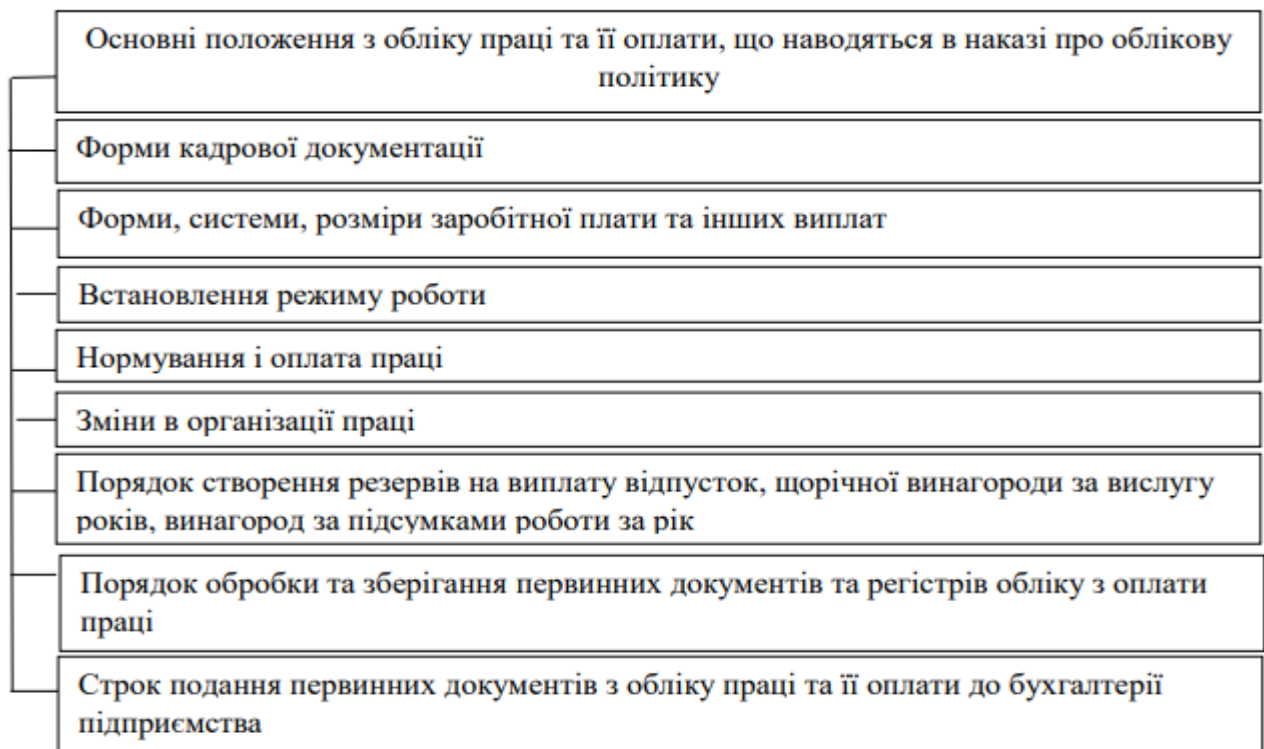 Основні положення з обліку праці та її оплати, що наводяться в наказі про облікову
політику
Форми кадрової документації
Форми, системи, розміри заробітної плати та інших виплат
Встановлення режиму роботи
Нормування і оплата праці
Зміни в організації праці
Порядок створення резервів на виплату відпусток, щорічної винагороди за вислугу
років, винагород за підсумками роботи за рік
Порядок обробки та зберігання первинних документів та регістрів обліку з оплати
праці
Строк подання первинних документів з обліку праці та її оплати до бухгалтерії
підприємства